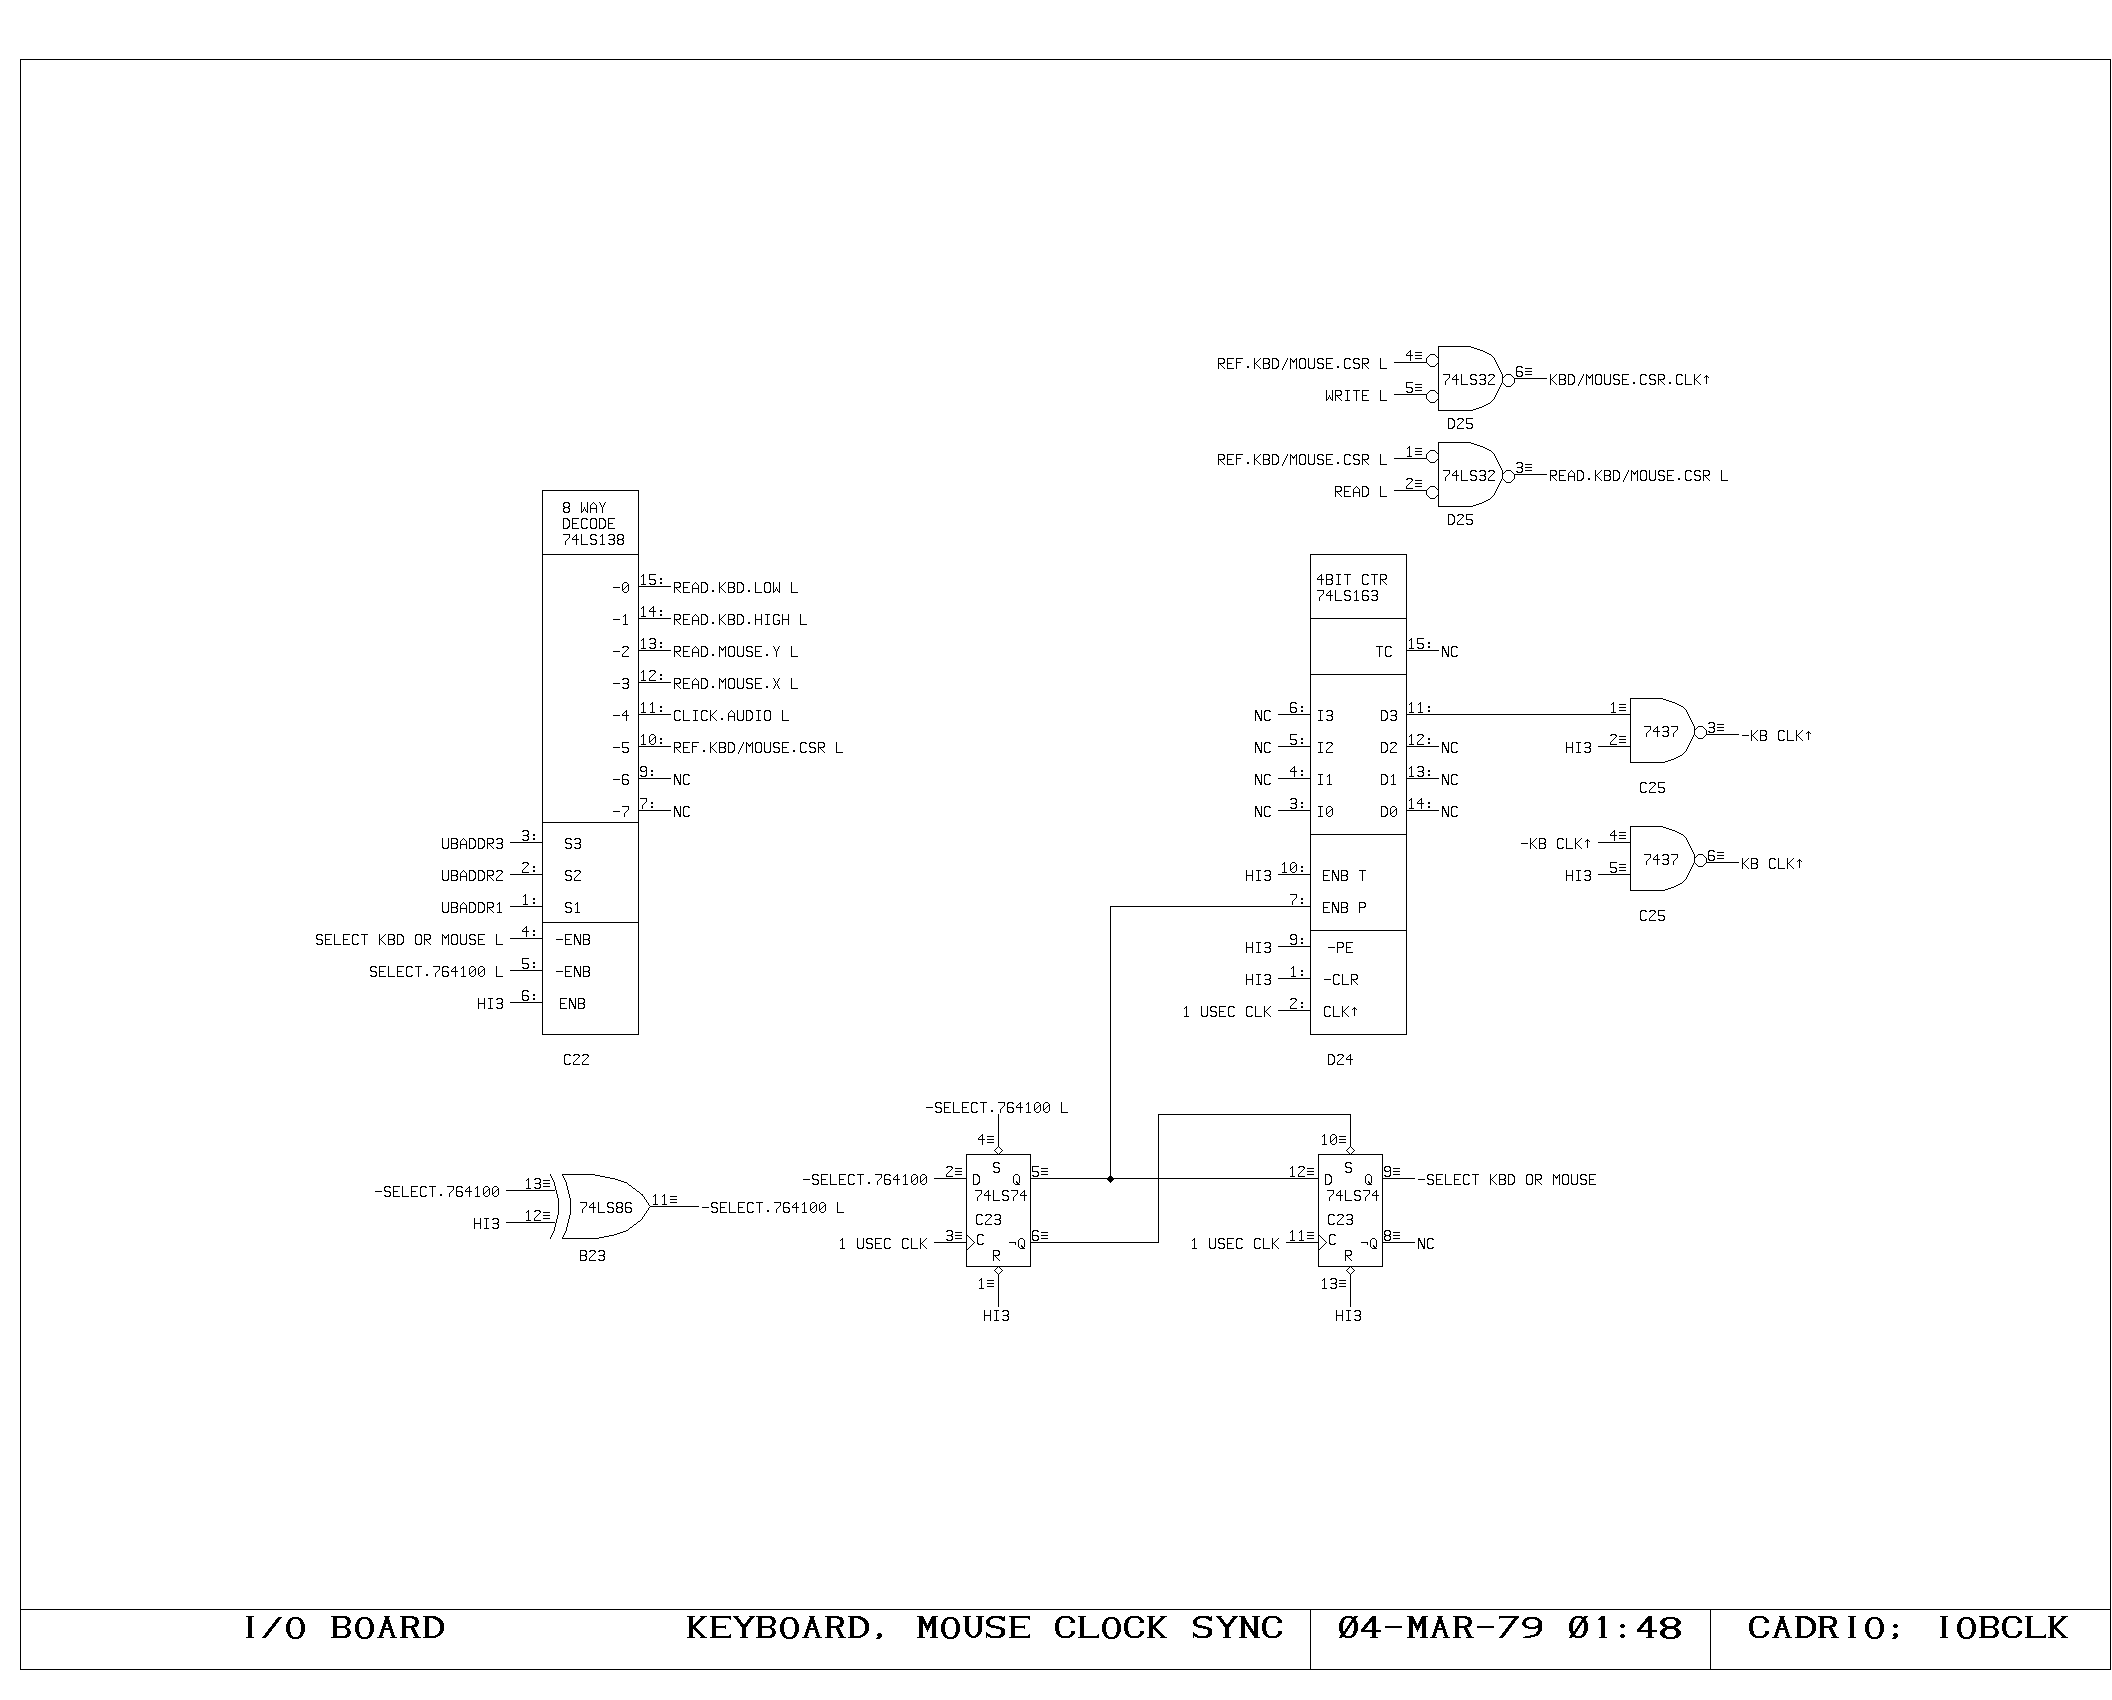 REF.KBD/MOUSE.CSR L 4≡ 74LS32 6≡ KBD/MOUSE.CSR.CLK↑
WRITE L 5≡
D25
REF.KBD/MOUSE.CSR L 1≡ 74LS32 3≡ READ.KBD/MOUSE.CSR L
READ L 2≡
D25
8 WAY
DECODE
74LS138
-0 15: READ.KBD.LOW L
-1 14: READ.KBD.HIGH L
-2 13: READ.MOUSE.Y L
-3 12: READ.MOUSE.X L
-4 11: CLICK.AUDIO L
-5 10: REF.KBD/MOUSE.CSR L
-6 9: NC
-7 7: NC
UBADDR3 3: S3
UBADDR2 2: S2
UBADDR1 1: S1
SELECT KBD OR MOUSE L 4: -ENB
SELECT.764100 L 5: -ENB
HI3 6: ENB
C22
4BIT CTR
74LS163
TC 15: NC
NC 6: I3 D3 11:
NC 5: I2 D2 12: NC
NC 4: I1 D1 13: NC
NC 3: I0 D0 14: NC
HI3 10: ENB T
7: ENB P
HI3 9: -PE
HI3 1: -CLR
1 USEC CLK 2: CLK↑
D24
1≡ 7437 3≡ -KB CLK↑
HI3 2≡
C25
-KB CLK↑ 4≡ 7437 6≡ KB CLK↑
HI3 5≡
C25
-SELECT.764100 13≡ 74LS86 11≡ -SELECT.764100 L
HI3 12≡
B23
-SELECT.764100 L
4≡
S
-SELECT.764100 2≡ D Q 5≡
74LS74
C23
1 USEC CLK 3≡ C ¬Q 6≡
R
1≡
HI3
10≡
S
12≡ D Q 9≡ -SELECT KBD OR MOUSE
74LS74
C23
1 USEC CLK 11≡ C ¬Q 8≡ NC
R
13≡
HI3
I/O BOARD KEYBOARD, MOUSE CLOCK SYNC Ø4-MAR-79 Ø1:48 CADRIO; IOBCLK